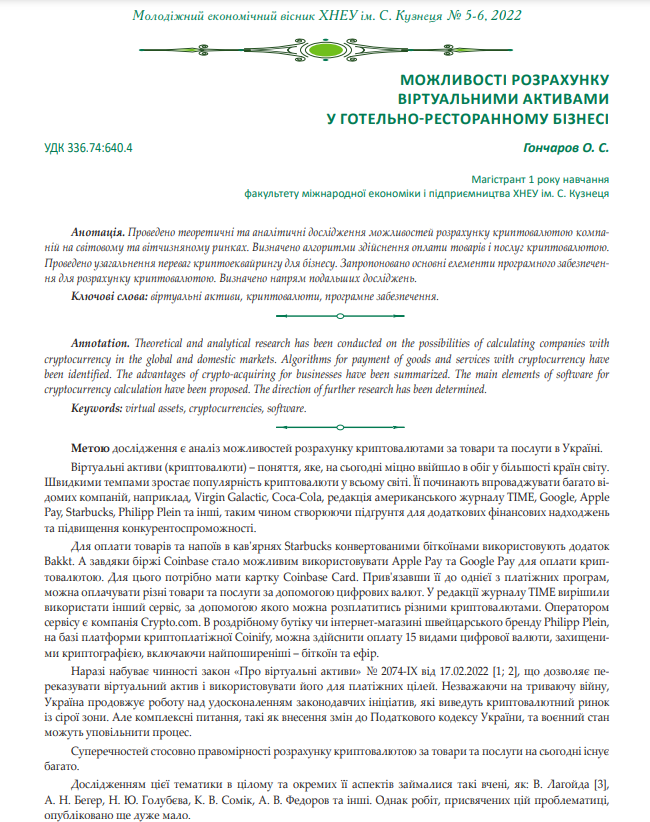 Молодіжний економічний вісник ХНЕУ ім. С. Кузнеця № 5-6, 2022
МОЖЛИВОСТІ РОЗРАХУНКУ
ВІРТУАЛЬНИМИ АКТИВАМИ
У ГОТЕЛЬНО-РЕСТОРАННОМУ БІЗНЕСІ
УДК 336.74:640.4
Гончаров О. С.
Магістрант 1 року навчання
факультету міжнародної економіки і підприємництва ХНЕУ ім. С. Кузнеця
Анотація. Проведено теоретичні та аналітичні дослідження можливостей розрахунку криптовалютою компа-
ній на світовому та вітчизняному ринках. Визначено алгоритми здійснення оплати товарів і послуг криптовалютою.
Проведено узагальнення переваг криптоеквайрингу для бізнесу. Запропоновано основні елементи програмного забезпечен-
ня для розрахунку криптовалютою. Визначено напрям подальших досліджень.
Ключові слова: віртуальні активи, криптовалюти, програмне забезпечення.
Annotation. Theoretical and analytical research has been conducted on the possibilities of calculating companies with
cryptocurrency in the global and domestic markets. Algorithms for payment of goods and services with cryptocurrency have
been identified. The advantages of crypto-acquiring for businesses have been summarized. The main elements of software for
cryptocurrency calculation have been proposed. The direction of further research has been determined.
Keywords: virtual assets, cryptocurrencies, software.
Метою дослідження є аналіз можливостей розрахунку криптовалютами за товари та послуги в Україні.
Віртуальні активи (криптовалюти) – поняття, яке, на сьогодні міцно ввійшло в обіг у більшості країн світу.
Швидкими темпами зростає популярність криптовалюти у всьому світі. Її починають впроваджувати багато ві-
домих компаній, наприклад, Virgin Galactic, Coca-Cola, редакція американського журналу TIME, Google, Apple
Pay, Starbucks, Philipp Plein та інші, таким чином створюючи підґрунтя для додаткових фінансових надходжень
та підвищення конкурентоспроможності.
Для оплати товарів та напоїв в кав'ярнях Starbucks конвертованими біткоїнами використовують додаток
Bakkt. А завдяки біржі Coinbase стало можливим використовувати Apple Pay та Google Pay для оплати крип-
товалютою. Для цього потрібно мати картку Coinbase Card. Прив'язавши її до однієї з платіжних програм,
можна оплачувати різні товари та послуги за допомогою цифрових валют. У редакції журналу TIME вирішили
використати інший сервіс, за допомогою якого можна розплатитись різними криптовалютами. Оператором
сервісу є компанія Crypto.com. В роздрібному бутіку чи інтернет-магазині швейцарського бренду Philipp Plein,
на базі платформи криптоплатіжної Coinify, можна здійснити оплату 15 видами цифрової валюти, захищени-
ми криптографією, включаючи найпоширеніші – біткоїн та ефір.
Наразі набуває чинності закон «Про віртуальні активи» № 2074-ІХ від 17.02.2022 [1; 2], що дозволяє пе-
реказувати віртуальний актив і використовувати його для платіжних цілей. Незважаючи на триваючу війну,
Україна продовжує роботу над удосконаленням законодавчих ініціатив, які виведуть криптовалютний ринок
із сірої зони. Але комплексні питання, такі як внесення змін до Податкового кодексу України, та воєнний стан
можуть уповільнити процес.
Суперечностей стосовно правомірності розрахунку криптовалютою за товари та послуги на сьогодні існує
багато.
Дослідженням цієї тематики в цілому та окремих її аспектів займалися такі вчені, як: В. Лагойда [3],
А. Н. Бегер, Н. Ю. Голубєва, К. В. Сомік, А. В. Федоров та інші. Однак робіт, присвячених цій проблематиці,
опубліковано ще дуже мало.